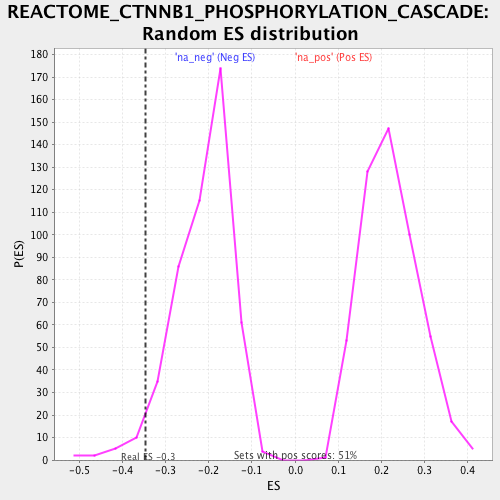 REACTOME_CTNNB1_PHOSPHORYLATION_CASCADE:
Random ES distribution
'na_neg' (Neg ES) 'na_pos' (Pos ES)
180
170
160
150
140
130
120
110
100
90
80
70
60
50
40
30
20
10
0
P(ES)
Real ES -0.3
Sets with pos scores: 51%
-0.5 -0.4 -0.3 -0.2 -0.1 0.0 0.1 0.2 0.3 0.4
ES